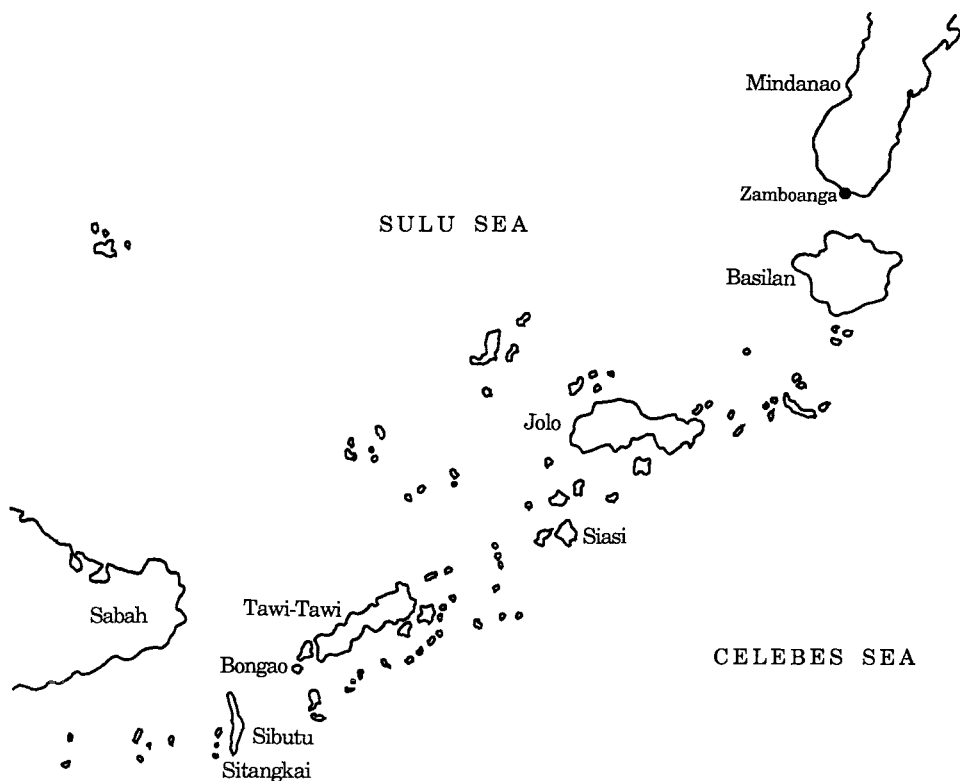 Mindanao
Zamboanga
SULU SEA
Basilan
Jolo
Siasi
Sabah
Tawi-Tawi
CELEBES SEA
Bongao
Sibutu
Sitangkai